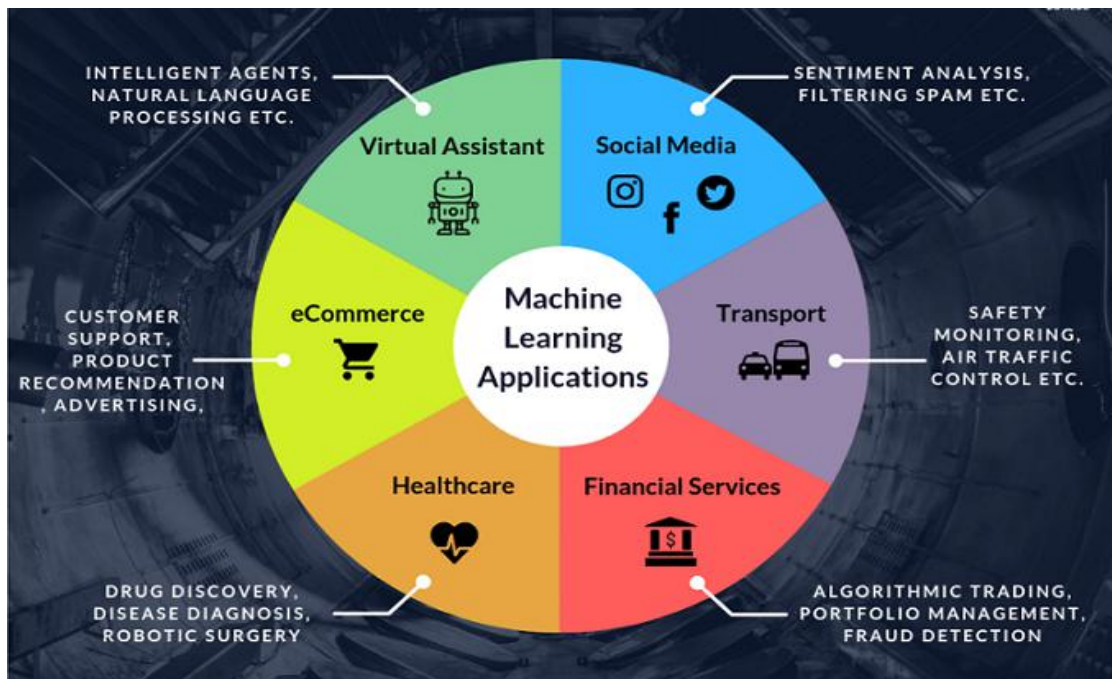 INTELLIGENT AGENTS,
NATURAL LANGUAGE
PROCESSING ETC.
SENTIMENT ANALYSIS,
FILTERING SPAM ETC.
Virtual Assistant
Social Media
eCommerce
Machine
Learning
Applications
Transport
CUSTOMER
SUPPORT,
PRODUCT
RECOMMENDATION
, ADVERTISING,
SAFETY
MONITORING,
AIR TRAFFIC
CONTROL ETC.
Healthcare
Financial Services
$
DRUG DISCOVERY,
DISEASE DIAGNOSIS,
ROBOTIC SURGERY
ALGORITHMIC TRADING,
PORTFOLIO MANAGEMENT,
FRAUD DETECTION